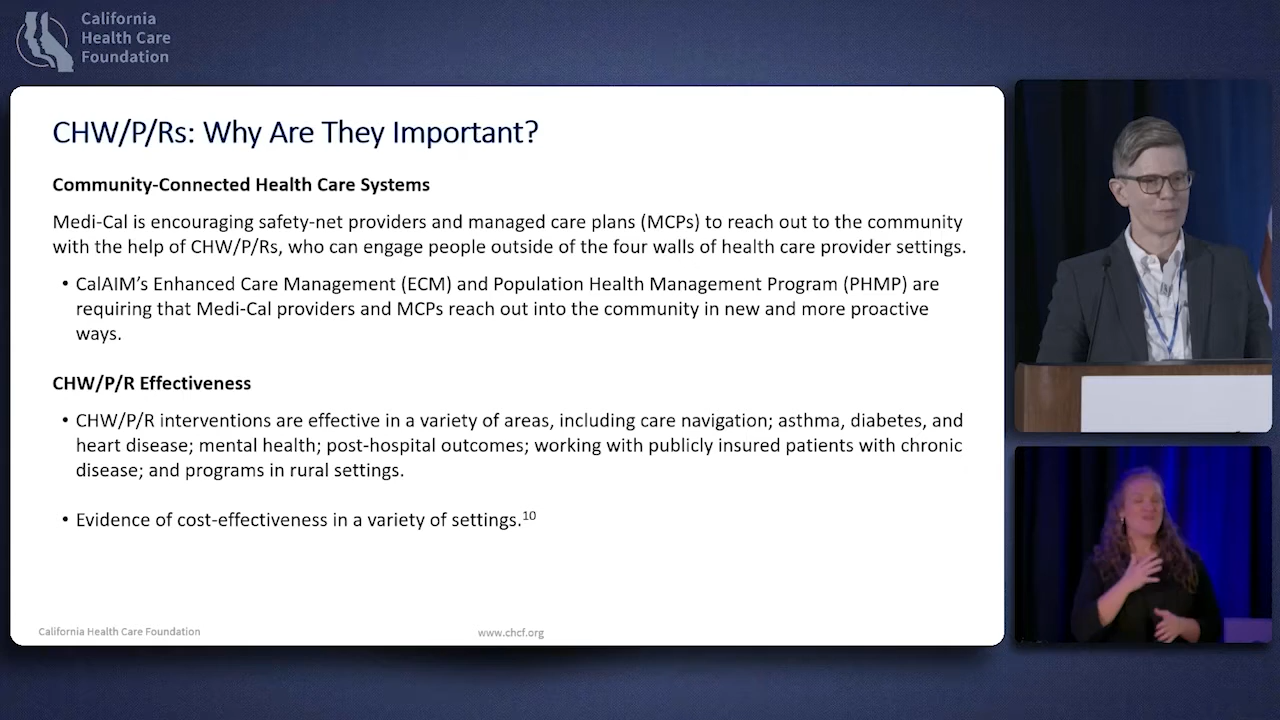 California
Health Care
Foundation
CHW/P/Rs: Why Are They Important?
Community-Connected Health Care Systems
Medi-Cal is encouraging safety-net providers and managed care plans (MCPs) to reach out to the community
with the help of CHW/P/Rs, who can engage people outside of the four walls of health care provider settings.
• CalAIM’s Enhanced Care Management (ECM) and Population Health Management Program (PHMP) are
requiring that Medi-Cal providers and MCPs reach out into the community in new and more proactive
ways.
CHW/P/R Effectiveness
• CHW/P/R interventions are effective in a variety of areas, including care navigation; asthma, diabetes, and
heart disease; mental health; post-hospital outcomes; working with publicly insured patients with chronic
disease; and programs in rural settings.
• Evidence of cost-effectiveness in a variety of settings.¹⁰
California Health Care Foundation
www.chcf.org